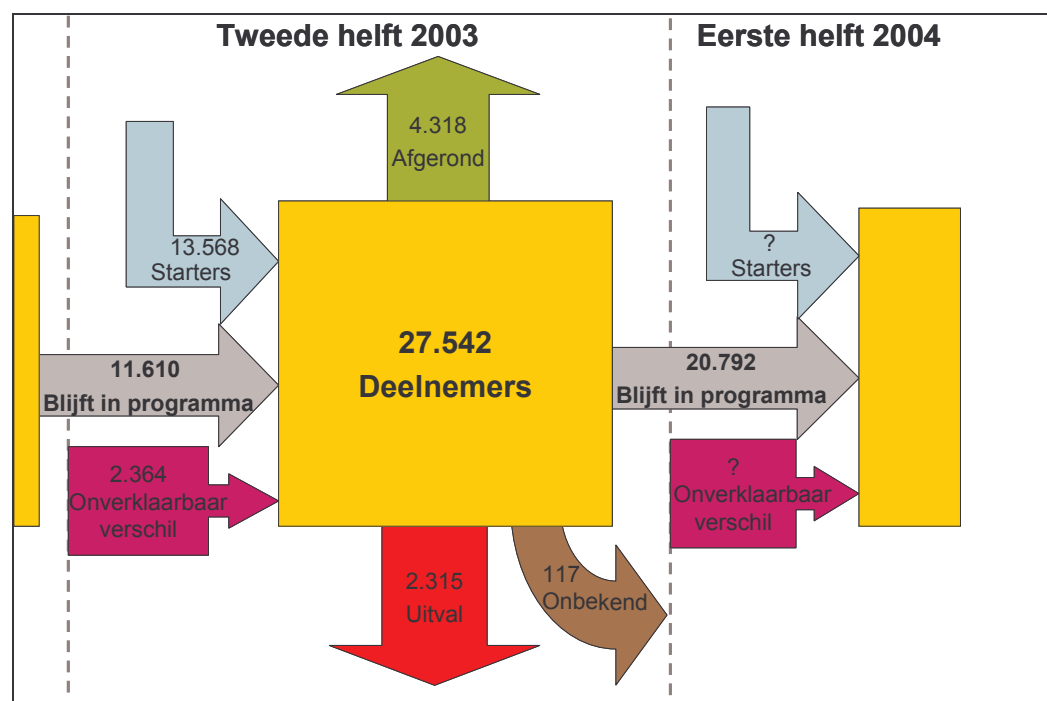 Tweede helft 2003
Eerste helft 2004
4.318
Afgerond
13.568
Starters
?
Starters
27.542
Deelnemers
11.610
Blijft in programma
20.792
Blijft in programma
2.364
Onverklaarbaar
verschil
?
Onverklaarbaar
verschil
2.315
Uitval
117
Onbekend